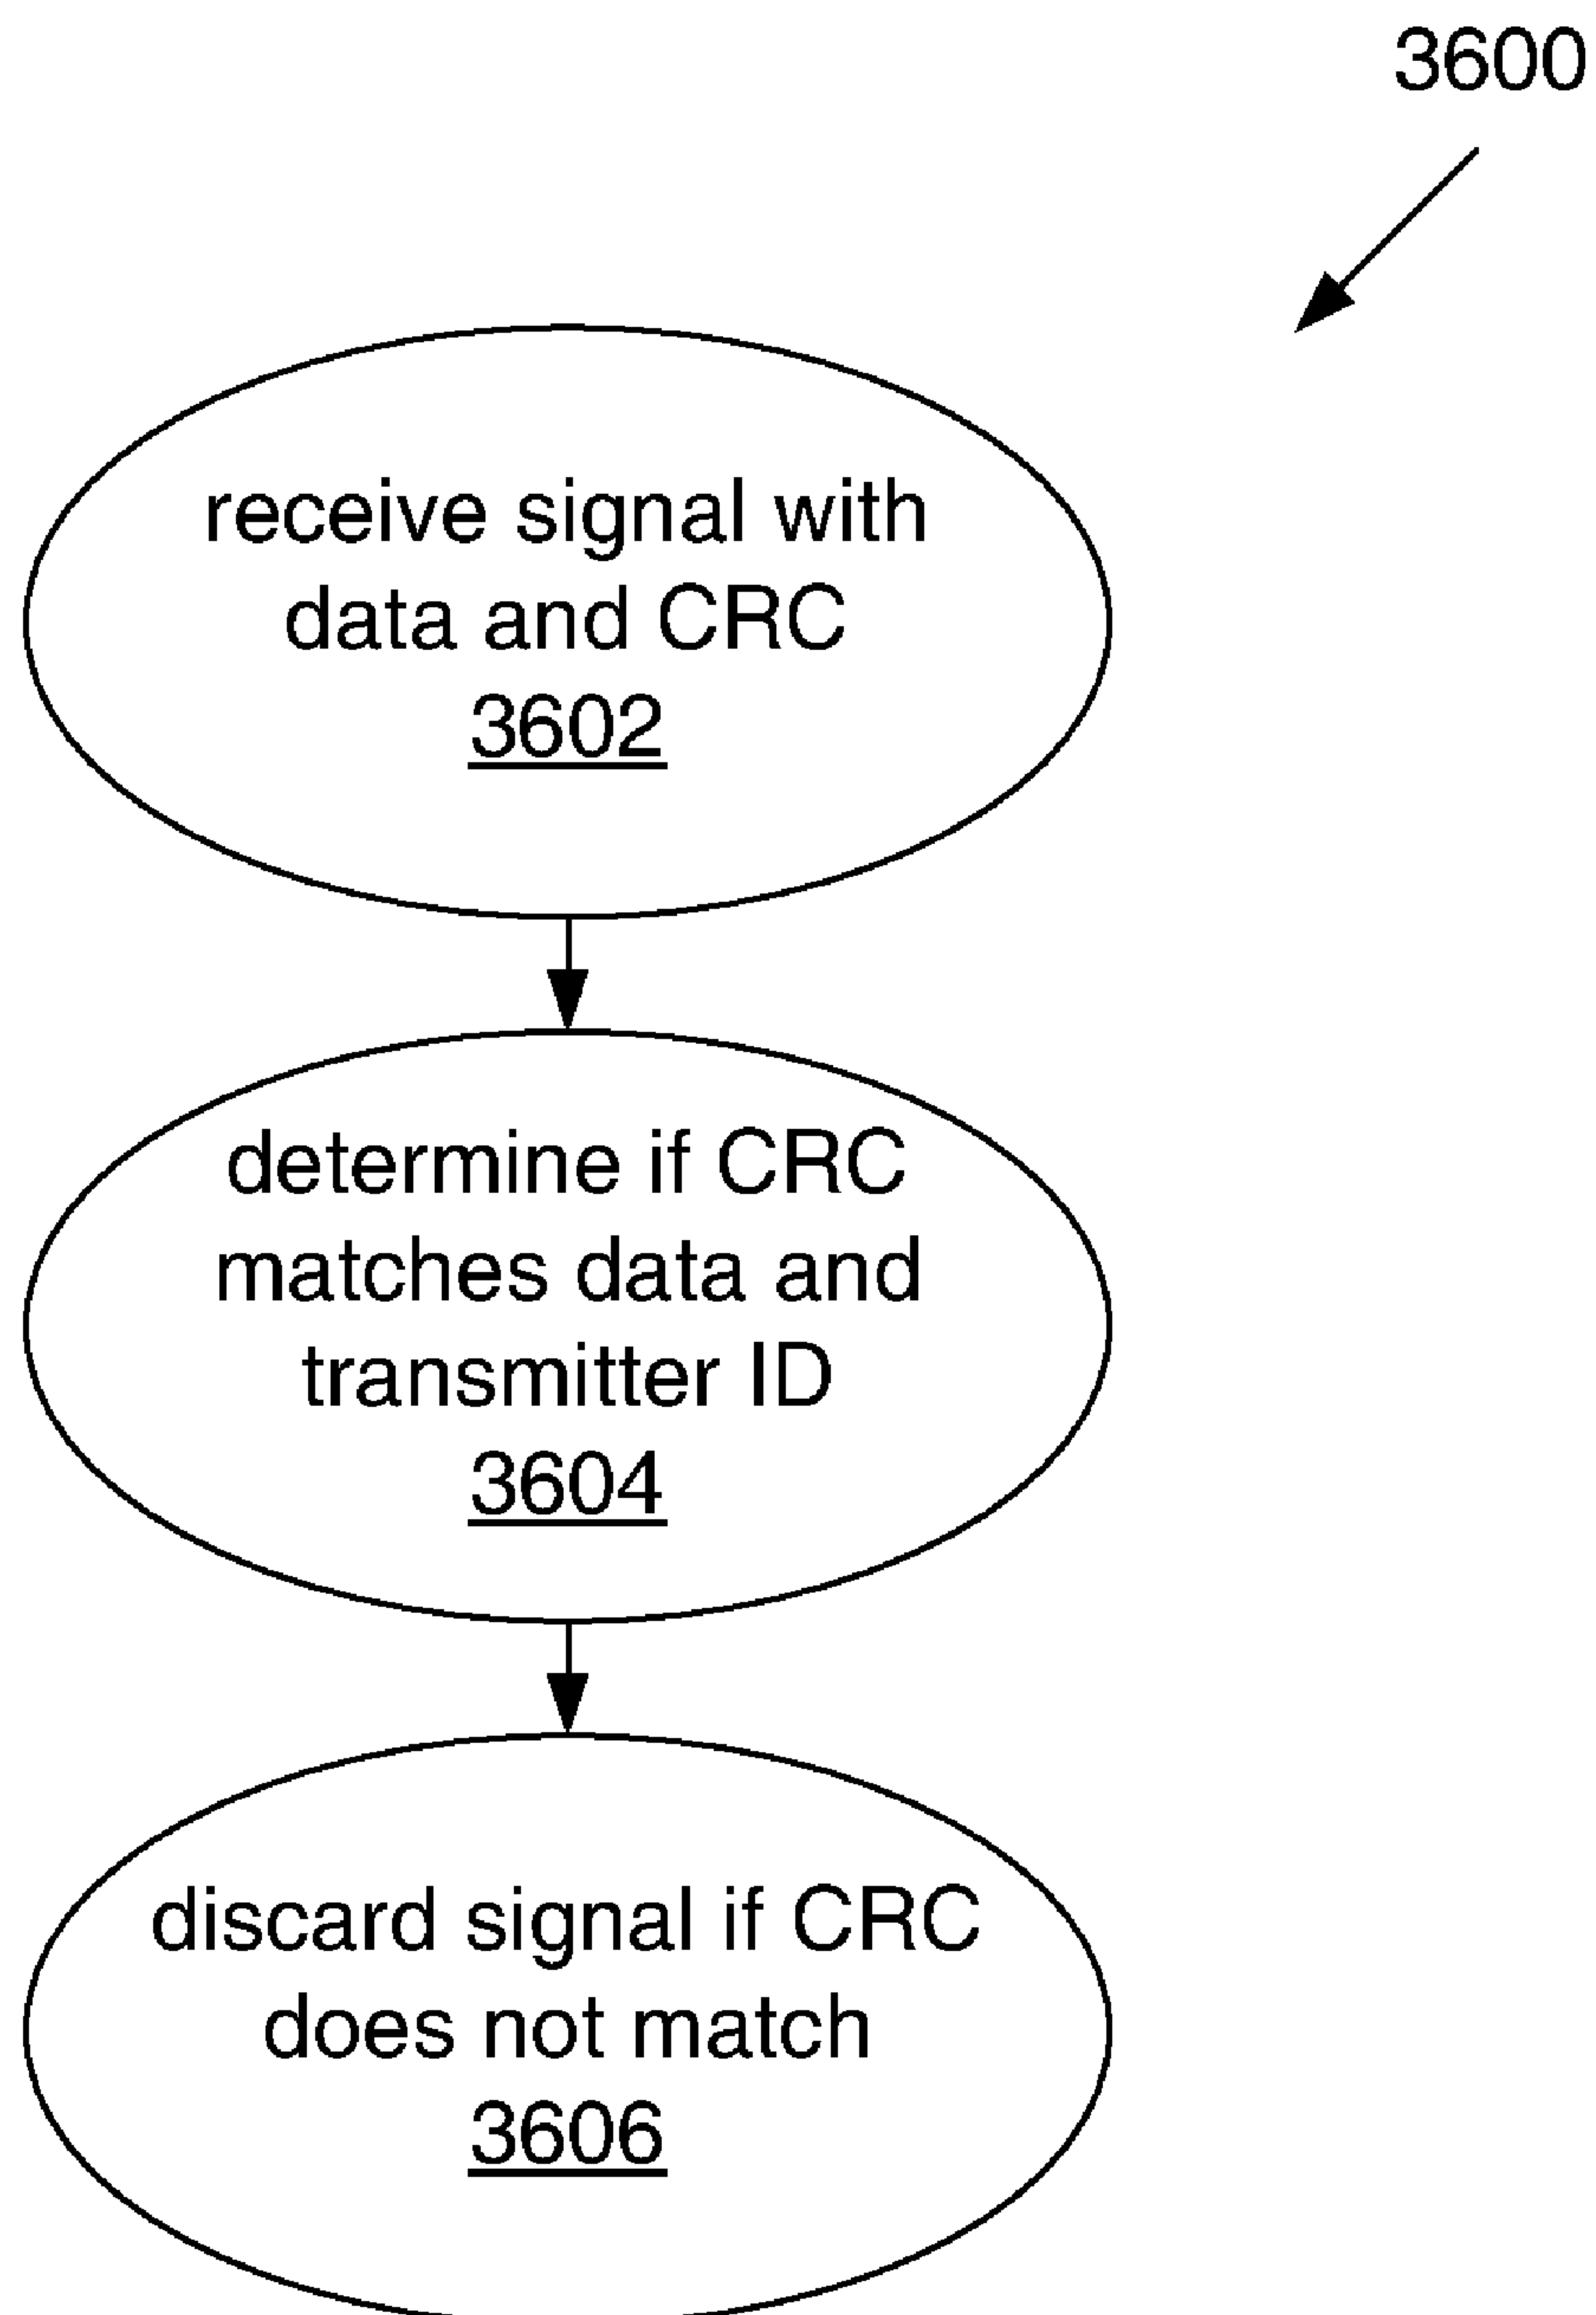 3600
receive signal with
data and CRC
3602
determine if CRC
matches data and
transmitter ID
3604
discard signal if CRC
does not match
3606